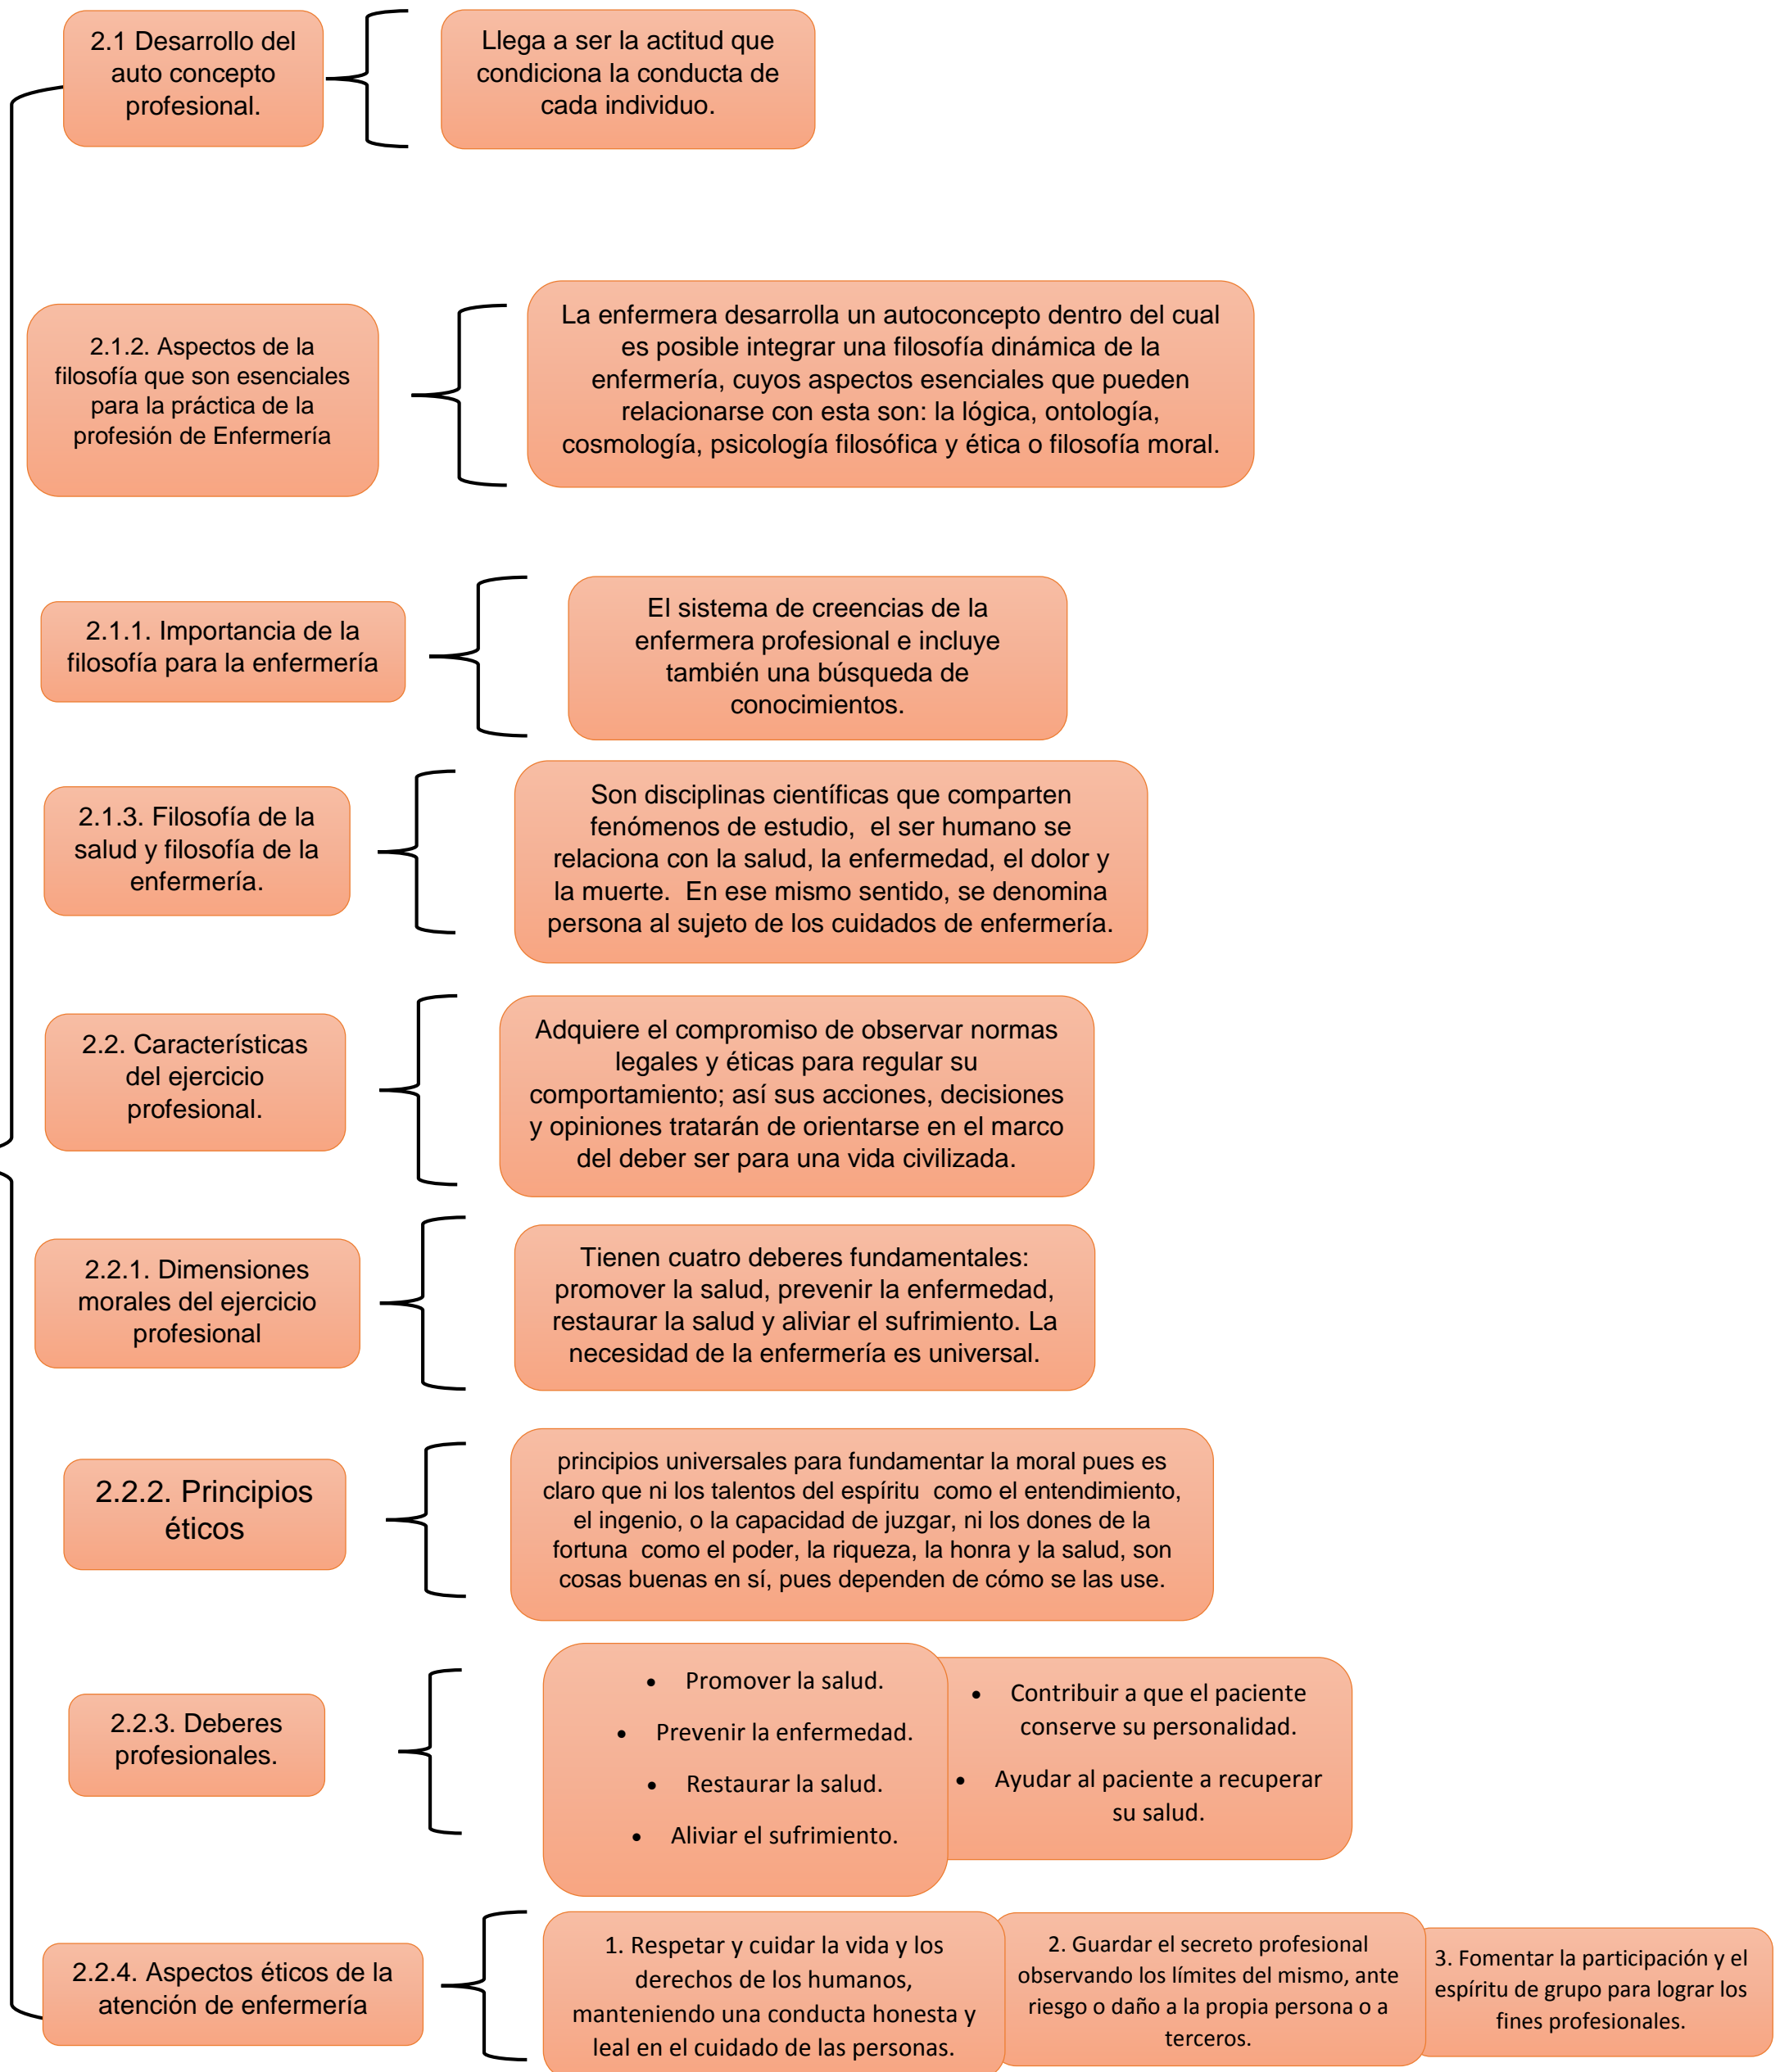 2.1 Desarrollo del
auto concepto
profesional.
Llega a ser la actitud que
condiciona la conducta de
cada individuo.
2.1.2. Aspectos de la
filosofía que son esenciales
para la práctica de la
profesión de Enfermería
La enfermera desarrolla un autoconcepto dentro del cual
es posible integrar una filosofía dinámica de la
enfermería, cuyos aspectos esenciales que pueden
relacionarse con esta son: la lógica, ontología,
cosmología, psicología filosófica y ética o filosofía moral.
2.1.1. Importancia de la
filosofía para la enfermería
El sistema de creencias de la
enfermera profesional e incluye
también una búsqueda de
conocimientos.
2.1.3. Filosofía de la
salud y filosofía de la
enfermería.
Son disciplinas científicas que comparten
fenómenos de estudio, el ser humano se
relaciona con la salud, la enfermedad, el dolor y
la muerte. En ese mismo sentido, se denomina
persona al sujeto de los cuidados de enfermería.
2.2. Características
del ejercicio
profesional.
Adquiere el compromiso de observar normas
legales y éticas para regular su
comportamiento; así sus acciones, decisiones
y opiniones tratarán de orientarse en el marco
del deber ser para una vida civilizada.
2.2.1. Dimensiones
morales del ejercicio
profesional
Tienen cuatro deberes fundamentales:
promover la salud, prevenir la enfermedad,
restaurar la salud y aliviar el sufrimiento. La
necesidad de la enfermería es universal.
2.2.2. Principios
éticos
principios universales para fundamentar la moral pues es
claro que ni los talentos del espíritu como el entendimiento,
el ingenio, o la capacidad de juzgar, ni los dones de la
fortuna como el poder, la riqueza, la honra y la salud, son
cosas buenas en sí, pues dependen de cómo se las use.
2.2.3. Deberes
profesionales.
• Promover la salud.
• Prevenir la enfermedad.
• Restaurar la salud.
• Aliviar el sufrimiento.
• Contribuir a que el paciente
conserve su personalidad.
• Ayudar al paciente a recuperar
su salud.
2.2.4. Aspectos éticos de la
atención de enfermería
1. Respetar y cuidar la vida y los
derechos de los humanos,
manteniendo una conducta honesta y
leal en el cuidado de las personas.
2. Guardar el secreto profesional
observando los límites del mismo, ante
riesgo o daño a la propia persona o a
terceros.
3. Fomentar la participación y el
espíritu de grupo para lograr los
fines profesionales.